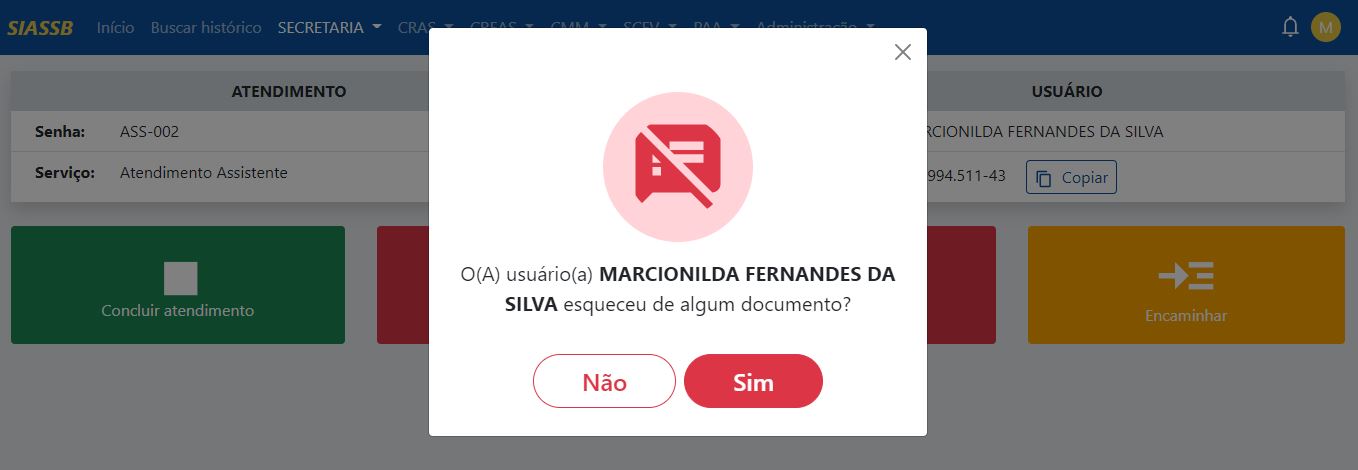 SIASSB Início Buscar histórico SECRETARIA CRAS CREAS CMM SCFV PAA Administração M
ATENDIMENTO USUÁRIO
Senha: ASS-002 RCIONILDA FERNANDES DA SILVA
Serviço: Atendimento Assistente 994.511-43 Copiar
O(A) usuário(a) MARCIONILDA FERNANDES DA
SILVA esqueceu de algum documento?
Concluir atendimento Encaminhar
Não Sim